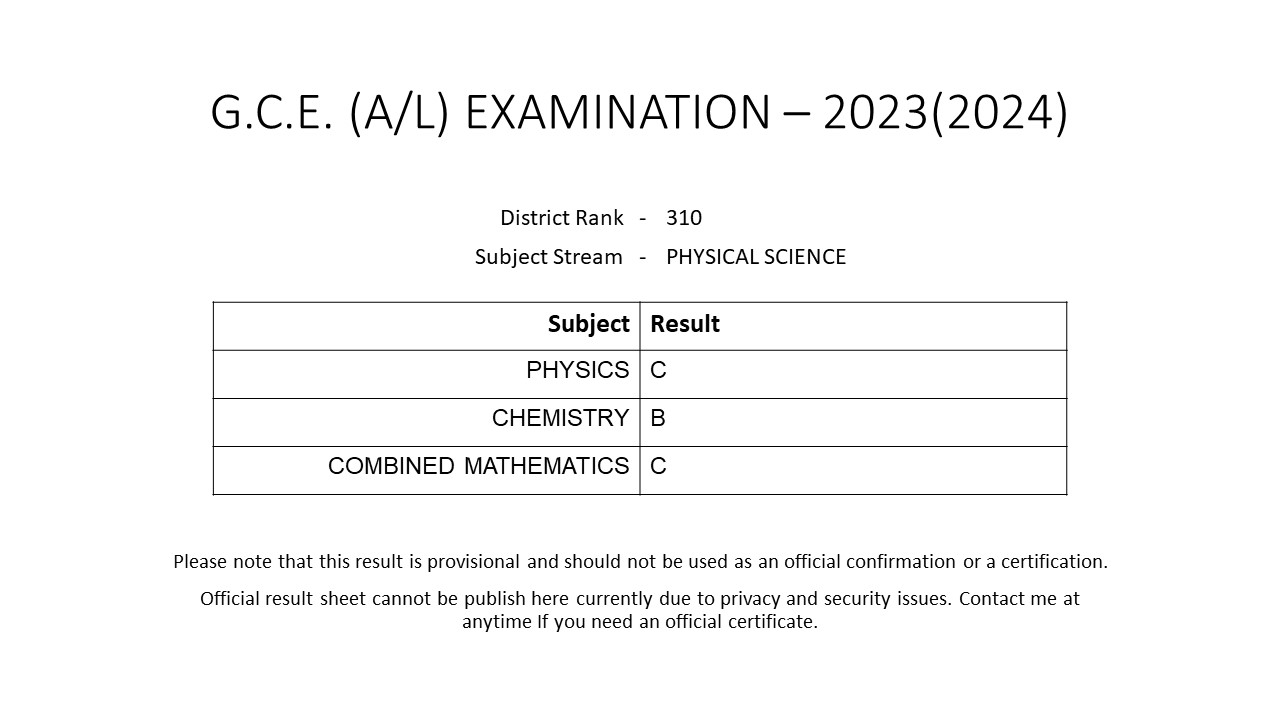 G.C.E. (A/L) EXAMINATION – 2023(2024)
District Rank - 310
Subject Stream - PHYSICAL SCIENCE
Subject Result
PHYSICS C
CHEMISTRY B
COMBINED MATHEMATICS C
Please note that this result is provisional and should not be used as an official confirmation or a certification.
Official result sheet cannot be publish here currently due to privacy and security issues. Contact me at
anytime If you need an official certificate.